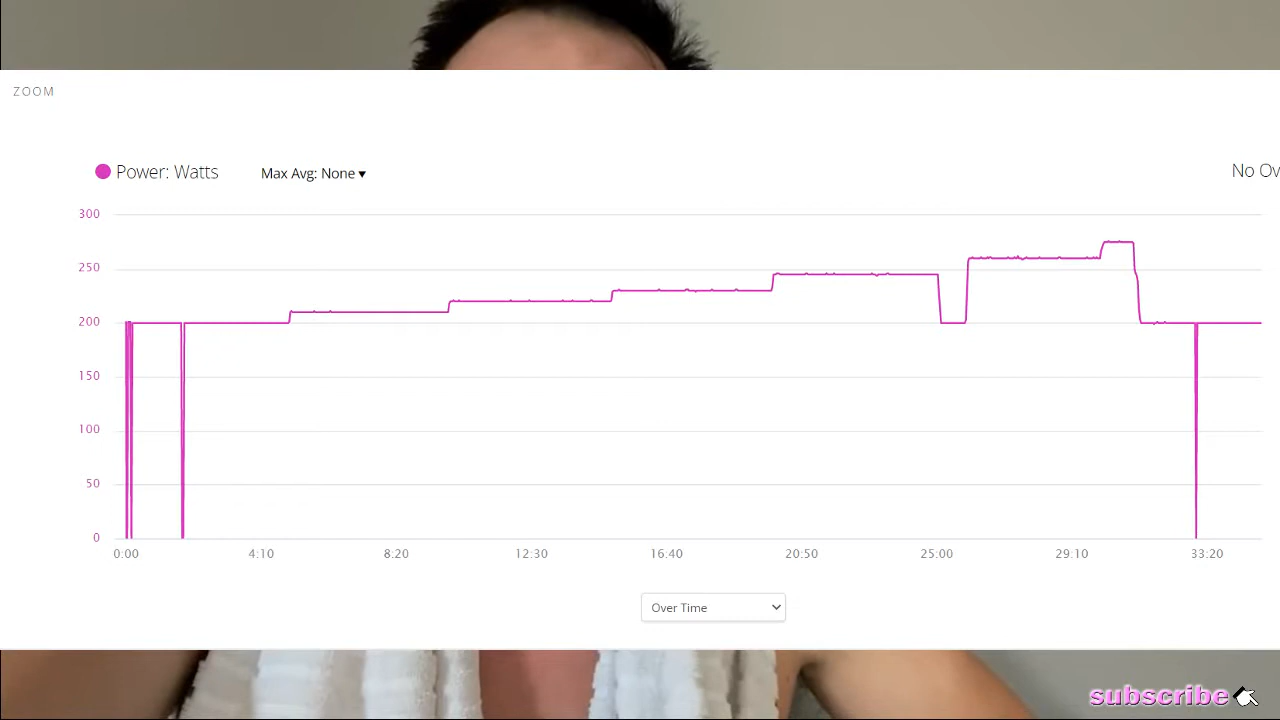 ZOOM
Power: Watts
Max Avg: None ▾
No Ov
300
250
200
150
100
50
0
0:00 4:10 8:20 12:30 16:40 20:50 25:00 29:10 33:20
Over Time
subscribe